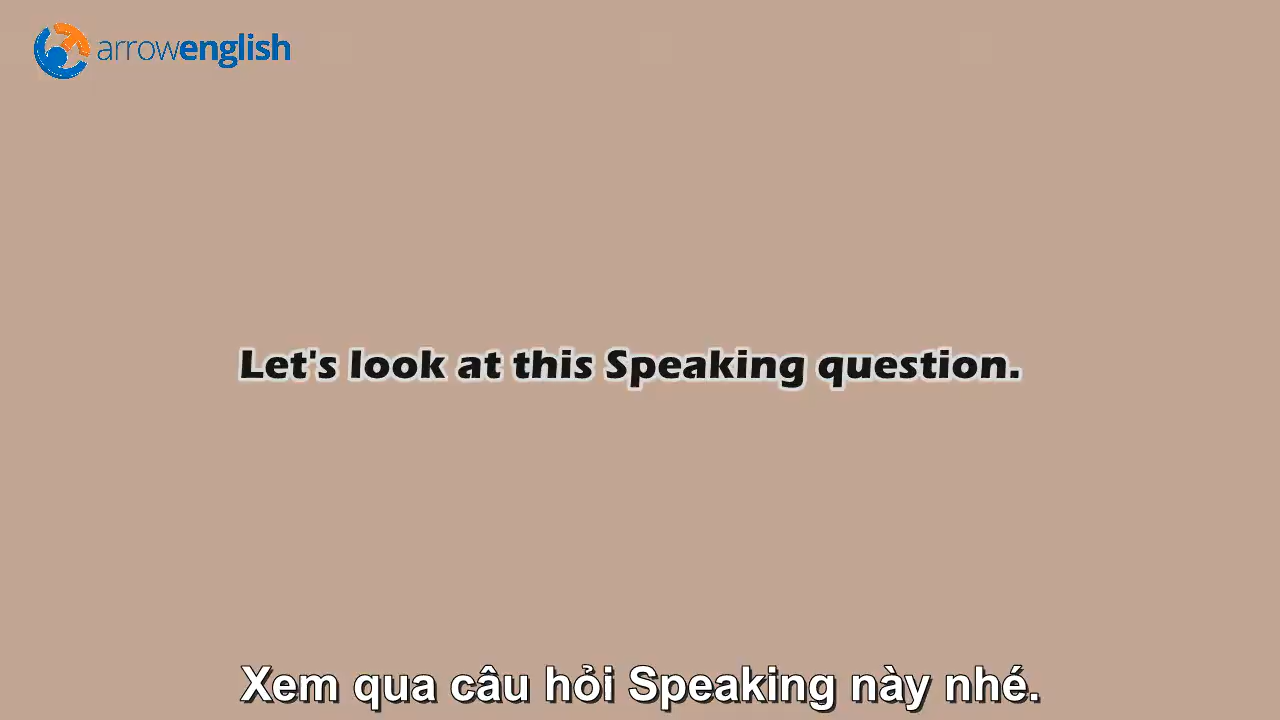 arrowenglish
Let's look at this Speaking question.
Xem qua câu hỏi Speaking này nhé.